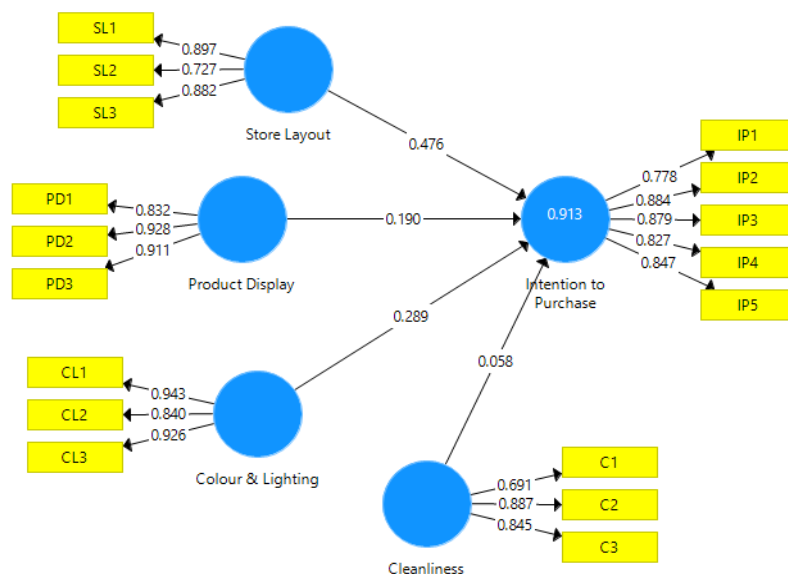 SL1
0.897
SL2
0.727
SL3
0.882
Store Layout
0.476
PD1
0.832
PD2
0.928
PD3
0.911
Product Display
0.190
CL1
0.943
CL2
0.840
CL3
0.926
Colour & Lighting
0.289
C1
0.691
C2
0.887
C3
0.845
Cleanliness
0.058
0.913
Intention to
Purchase
IP1
0.778
IP2
0.884
IP3
0.879
IP4
0.827
IP5
0.847